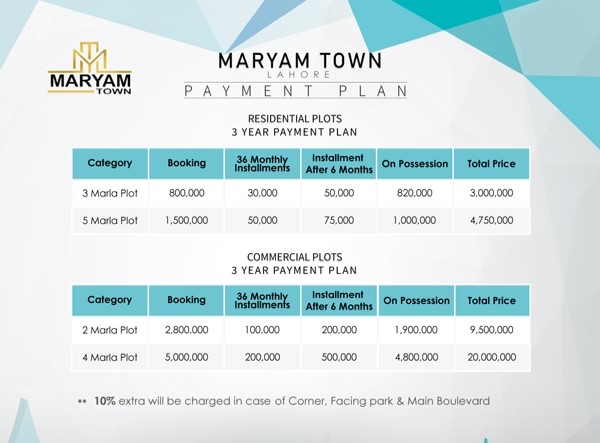 MARYAM
TOWN
MARYAM TOWN
LAHORE
PAYMENT PLAN
RESIDENTIAL PLOTS
3 YEAR PAYMENT PLAN
Category Booking 36 Monthly Installments Installment After 6 Months On Possession Total Price
3 Marla Plot 800,000 30,000 50,000 820,000 3,000,000
5 Marla Plot 1,500,000 50,000 75,000 1,000,000 4,750,000
COMMERCIAL PLOTS
3 YEAR PAYMENT PLAN
Category Booking 36 Monthly Installments Installment After 6 Months On Possession Total Price
2 Marla Plot 2,800,000 100,000 200,000 1,900,000 9,500,000
4 Marla Plot 5,000,000 200,000 500,000 4,800,000 20,000,000
** 10% extra will be charged in case of Corner, Facing park & Main Boulevard